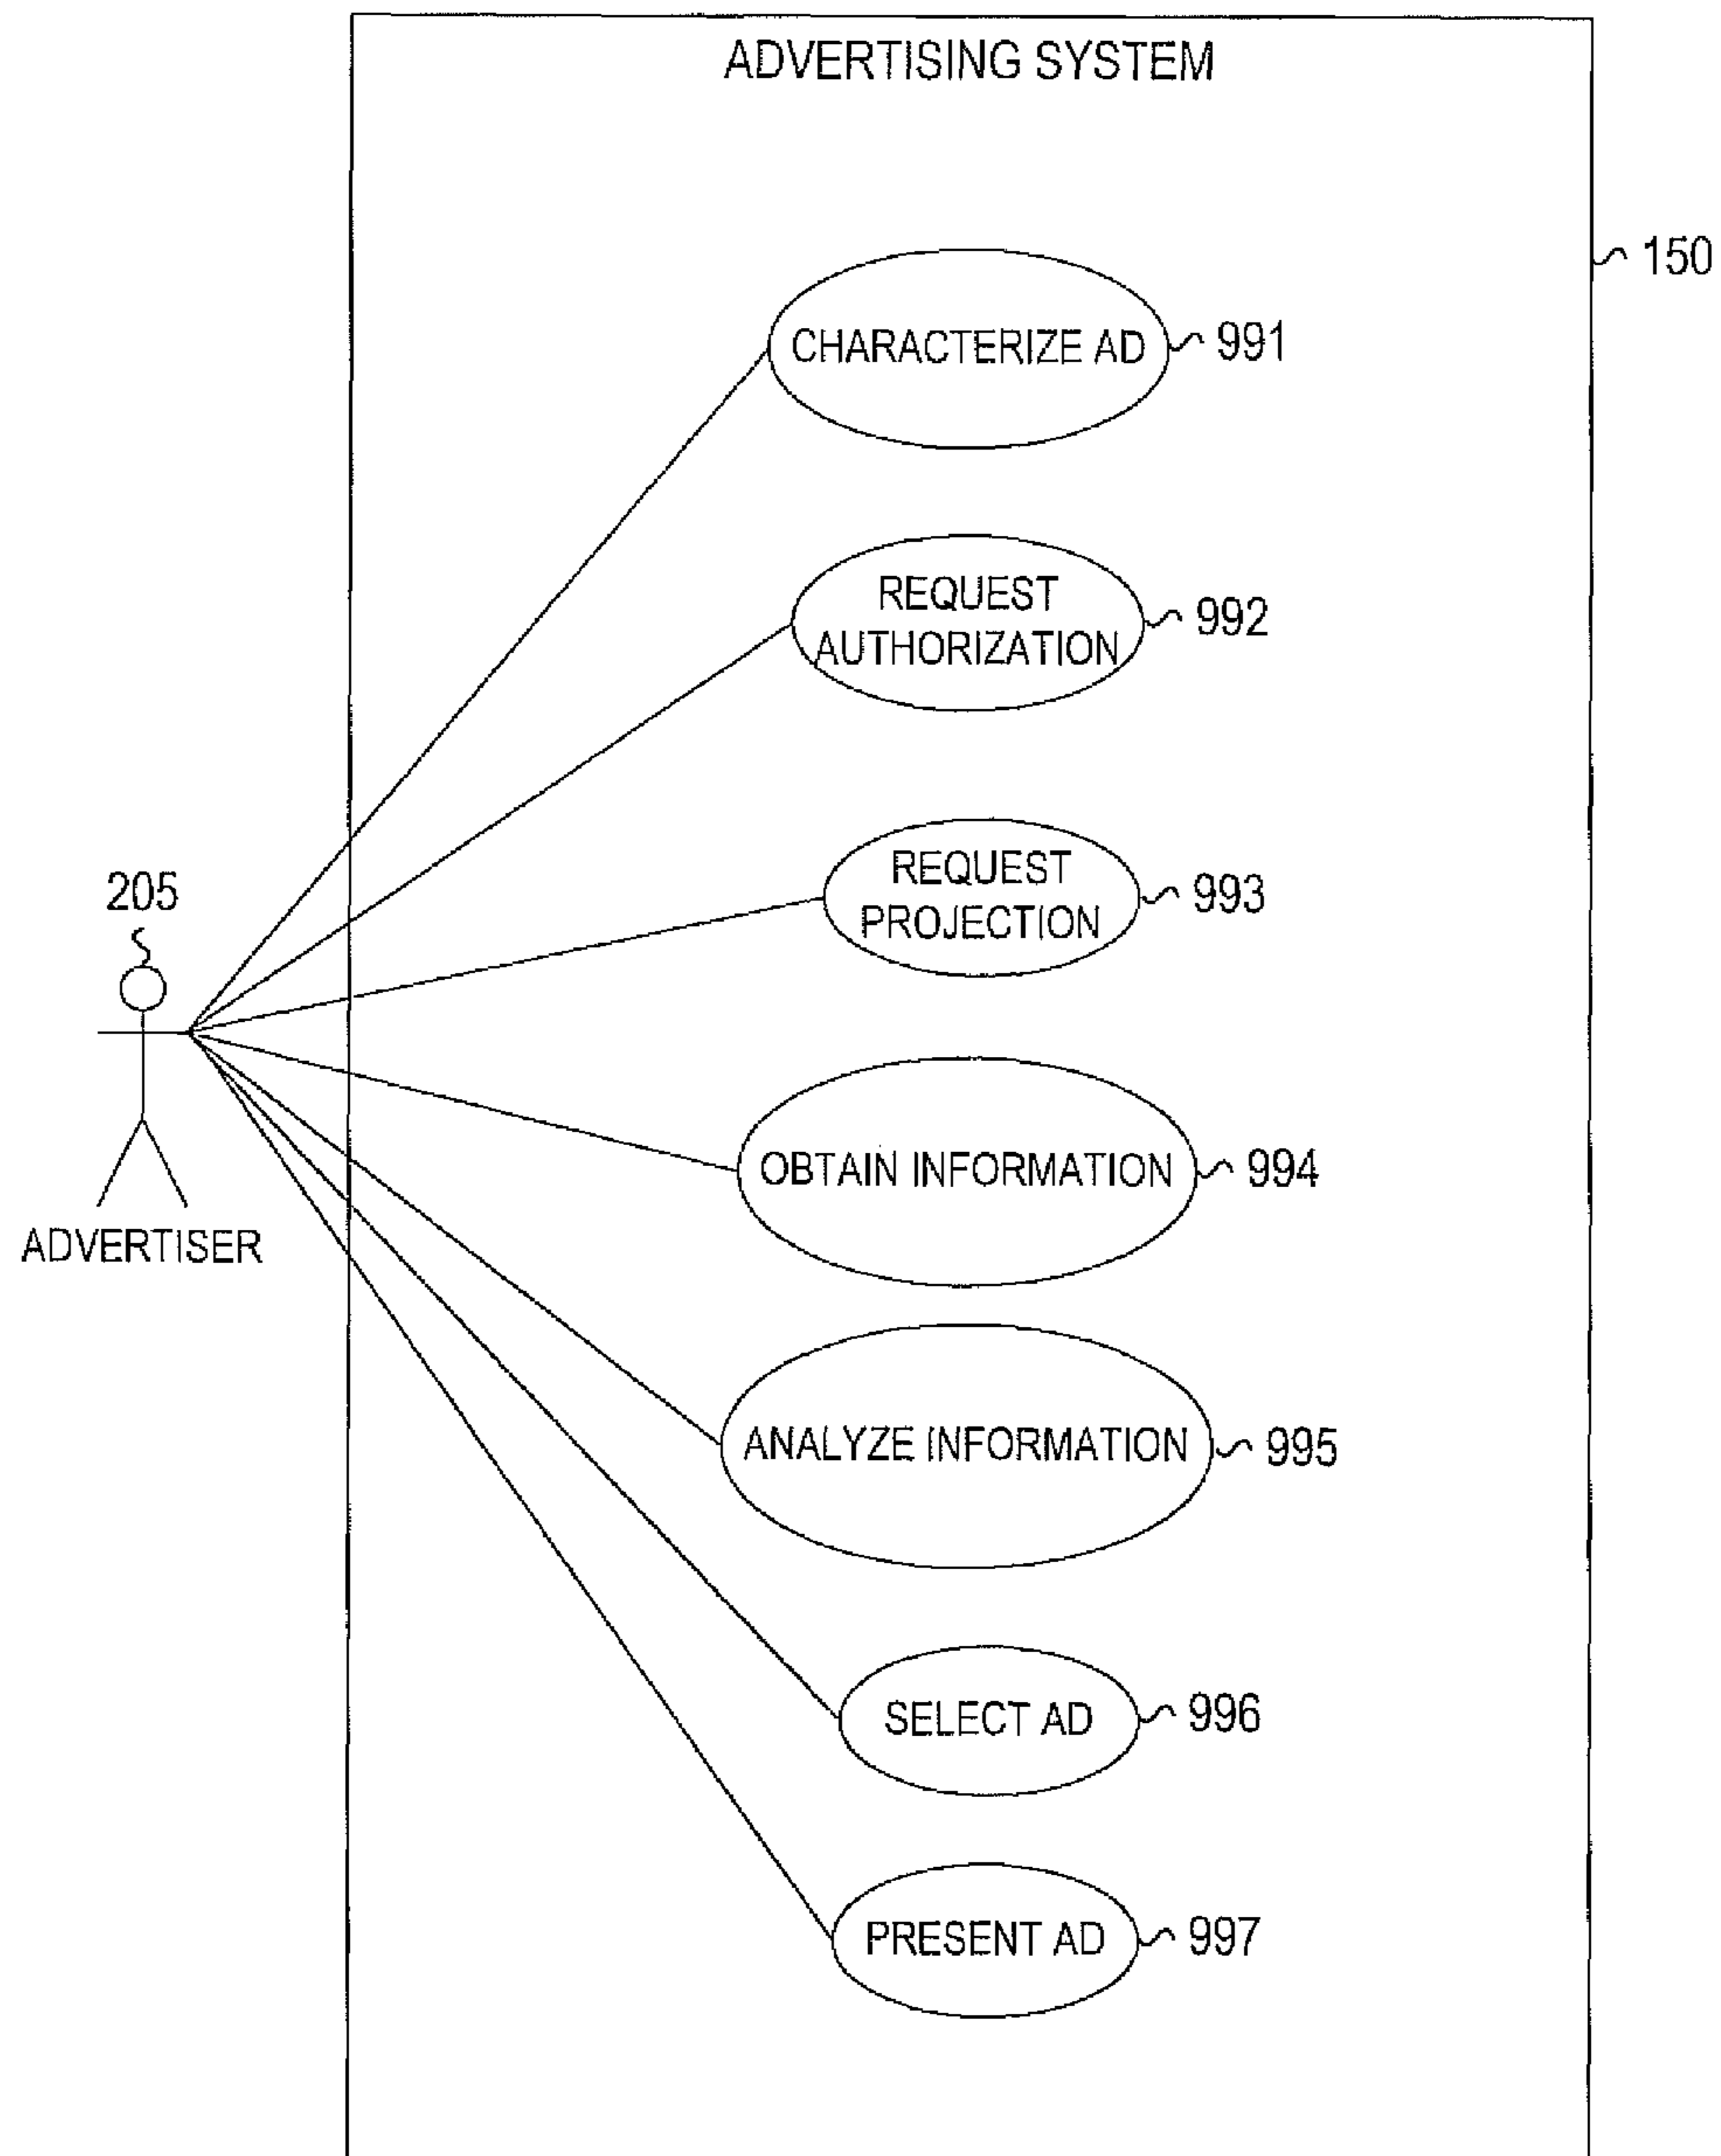 ADVERTISING SYSTEM
150
CHARACTERIZE AD
991
REQUEST
AUTHORIZATION
992
REQUEST
PROJECTION
993
205
ADVERTISER
OBTAIN INFORMATION
994
ANALYZE INFORMATION
995
SELECT AD
996
PRESENT AD
997